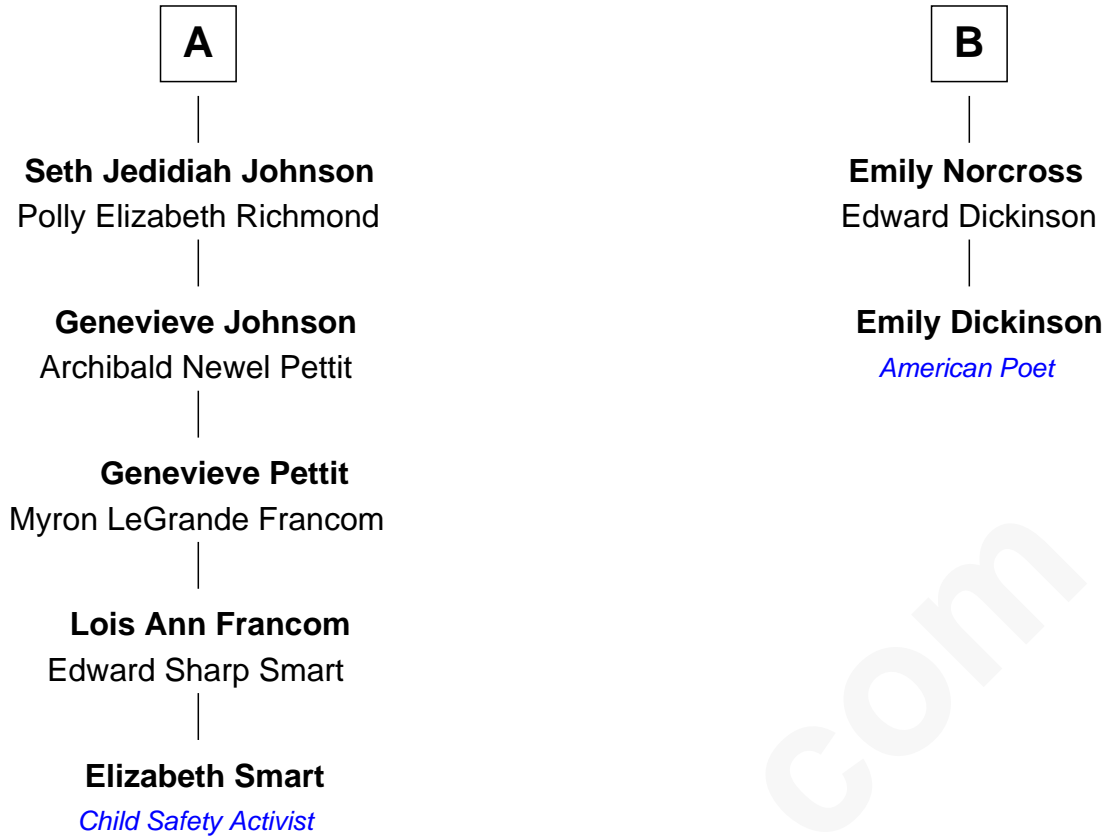 A
Seth Jedidiah Johnson
Polly Elizabeth Richmond
Genevieve Johnson
Archibald Newel Pettit
Genevieve Pettit
Myron LeGrande Francom
Lois Ann Francom
Edward Sharp Smart
Elizabeth Smart
Child Safety Activist
B
Emily Norcross
Edward Dickinson
Emily Dickinson
American Poet
com